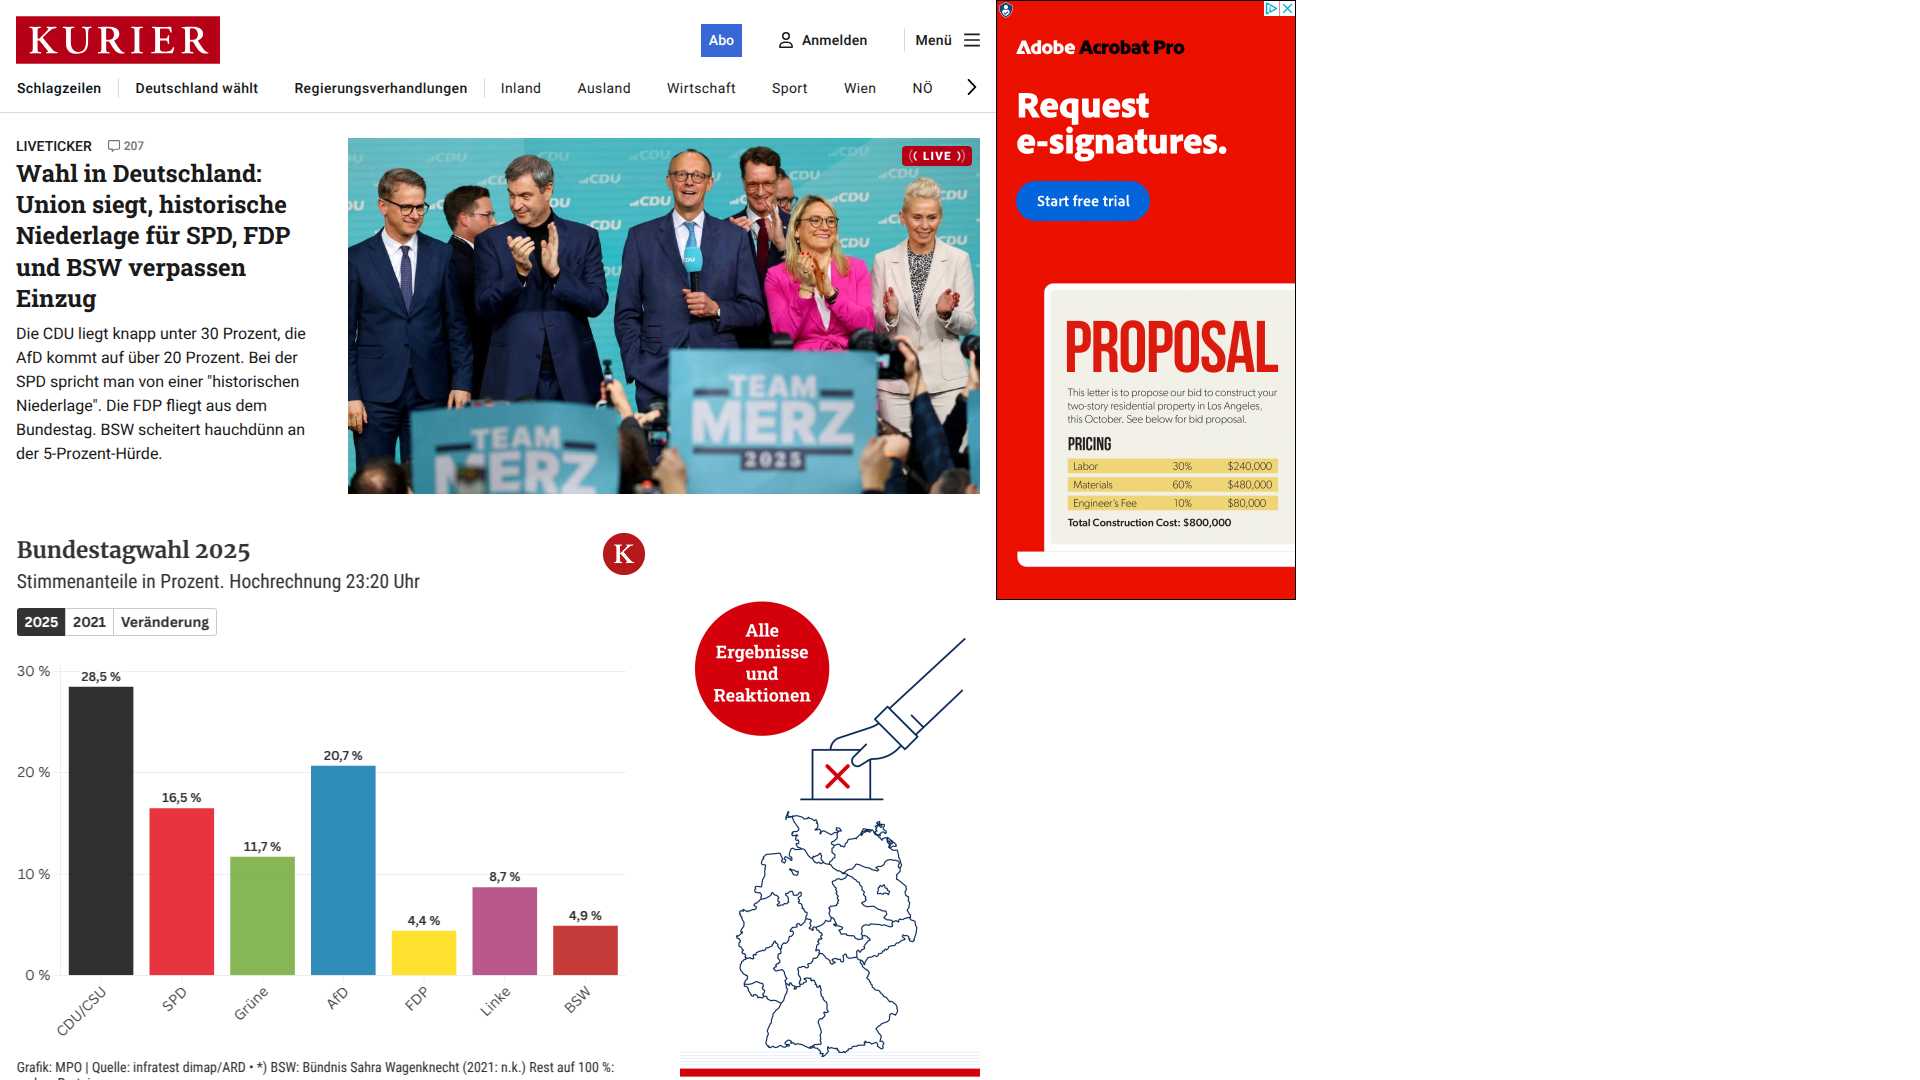 KURIER
Abo
Anmelden
Menü
Schlagzeilen
Deutschland wählt
Regierungsverhandlungen
Inland
Ausland
Wirtschaft
Sport
Wien
NÖ
LIVETICKER 207
Wahl in Deutschland:
Union siegt, historische
Niederlage für SPD, FDP
und BSW verpassen
Einzug
Die CDU liegt knapp unter 30 Prozent, die
AfD kommt auf über 20 Prozent. Bei der
SPD spricht man von einer "historischen
Niederlage". Die FDP fliegt aus dem
Bundestag. BSW scheitert hauchdünn an
der 5-Prozent-Hürde.
LIVE
CDU
CDU
CDU
CDU
CDU
TEAM
MERZ
2025
TEAM
MERZ
Adobe Acrobat Pro
Request
e-signatures.
Start free trial
PROPOSAL
This letter is to propose our bid to construct your
two-story residential property in Los Angeles,
this October. See below for bid proposal.
PRICING
Labor 30% $240,000
Materials 60% $480,000
Engineer's Fee 10% $80,000
Total Construction Cost: $800,000
Bundestagwahl 2025
K
Stimmenanteile in Prozent. Hochrechnung 23:20 Uhr
2025 2021 Veränderung
30 %
20 %
10 %
0 %
28,5 %
16,5 %
11,7 %
20,7 %
4,4 %
8,7 %
4,9 %
CDU/CSU
SPD
Grüne
AfD
FDP
Linke
BSW
Grafik: MPO | Quelle: infratest dimap/ARD • *) BSW: Bündnis Sahra Wagenknecht (2021: n.k.) Rest auf 100 %:
Alle
Ergebnisse
und
Reaktionen